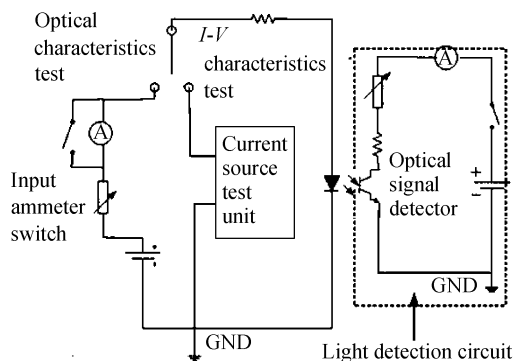 Optical
characteristics
test
I-V
characteristics
test
A
Input
ammeter
switch
Current
source
test
unit
GND
A
Optical
signal
detector
+
-
GND
Light detection circuit